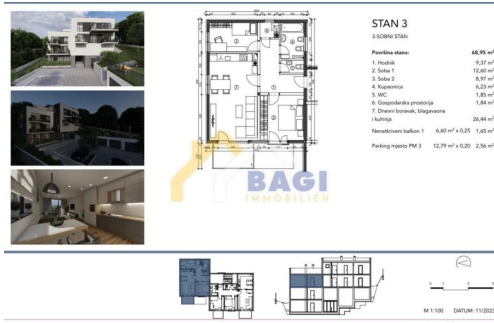 STAN 3
3-SOBNI STAN
Površina stana: 68,95 m²
1. Hodnik 9,37 m²
2. Soba 1 12,60 m²
3. Soba 2 8,97 m²
4. Kupaonica 6,23 m²
5. WC 1,85 m²
6. Gospodarska prostorija 1,84 m²
7. Dnevni boravak, blagavaona
i kuhinja 26,44 m²
Nenatkriveni balkon 1 6,60 m² x 0,25 1,65 m²
Parking mjesto PM 3 12,79 m² x 0,20 2,56 m²
BAGI
IMMOBILIEN
M 1:100 DATUM: 11/2023